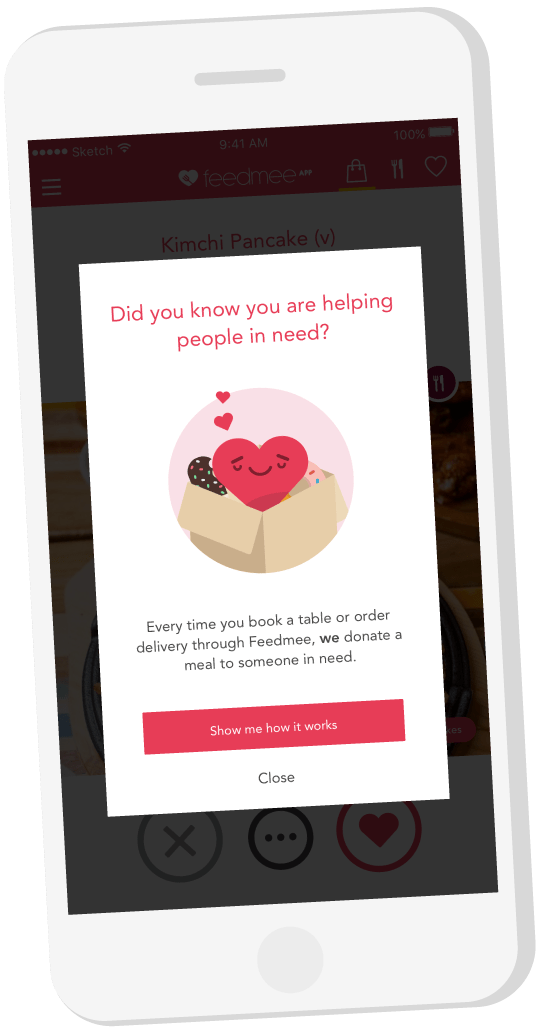 Sketch 9:41 AM 100%
feedmee APP
Kimchi Pancake (v)
Did you know you are helping
people in need?
Every time you book a table or order
delivery through Feedmee, we donate a
meal to someone in need.
Show me how it works
Close